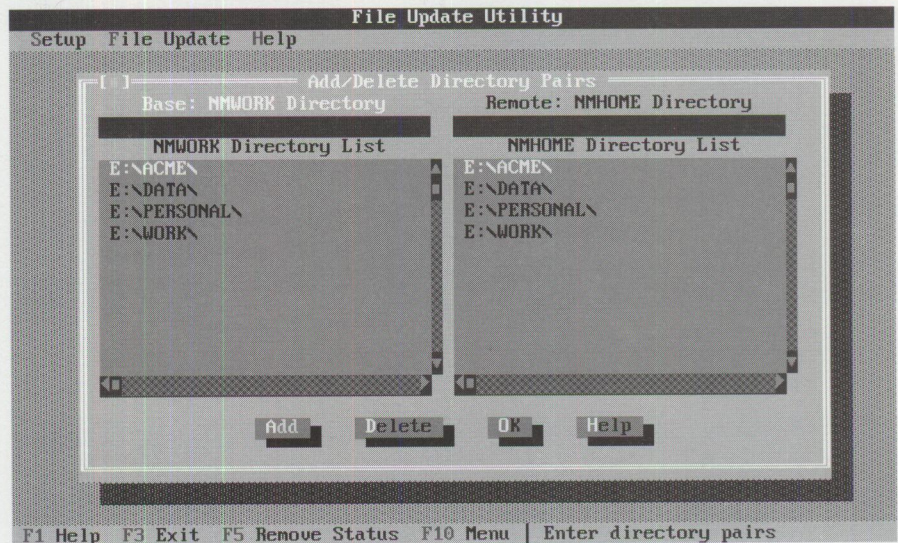 File Update Utility
Setup File Update Help
Add/Delete Directory Pairs
Base: NMWORK Directory
Remote: NMHOME Directory
NMWORK Directory List
NMHOME Directory List
E:\ACME\
E:\DATA\
E:\PERSONAL\
E:\WORK\
E:\ACME\
E:\DATA\
E:\PERSONAL\
E:\WORK\
Add Delete OK Help
F1 Help F3 Exit F5 Remove Status F10 Menu | Enter directory pairs